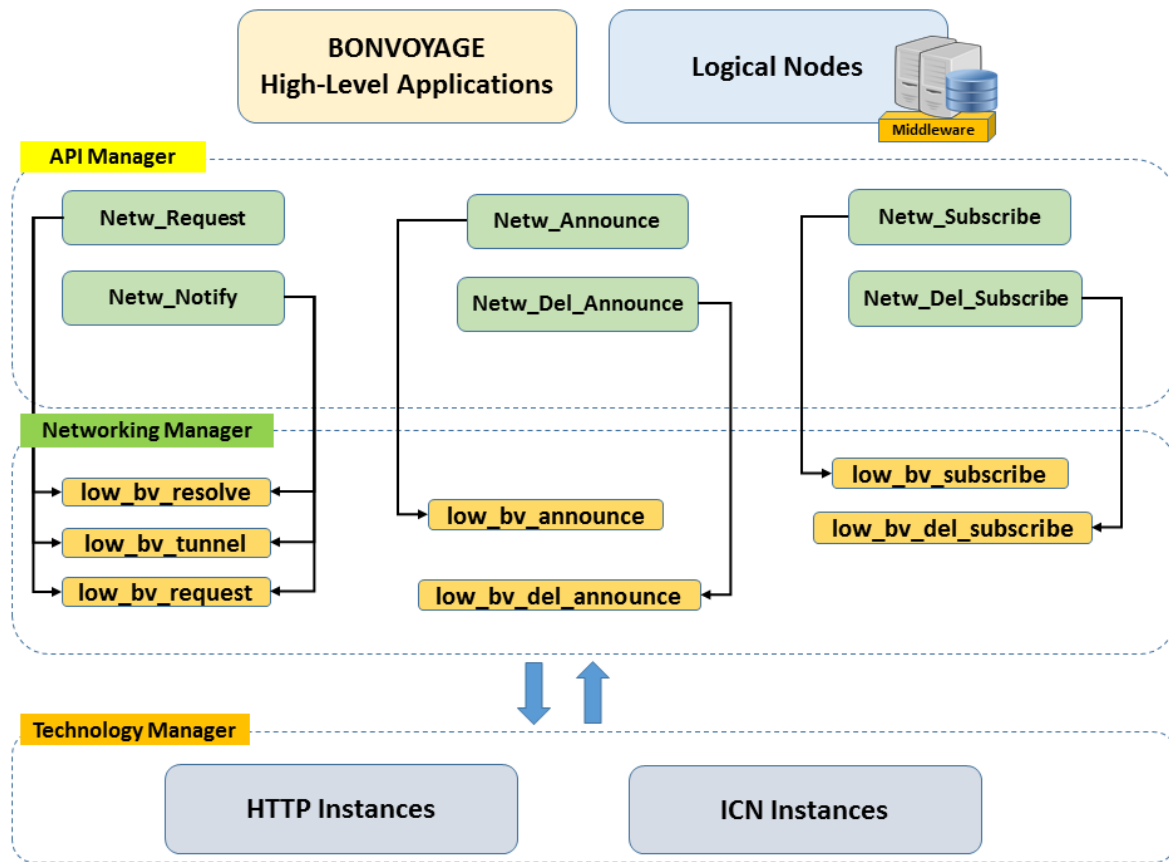 BONVOYAGE
High-Level Applications
Logical Nodes
Middleware
API Manager
Netw_Request
Netw_Announce
Netw_Subscribe
Netw_Notify
Netw_Del_Announce
Netw_Del_Subscribe
Networking Manager
low_bv_resolve
low_bv_tunnel
low_bv_request
low_bv_announce
low_bv_del_announce
low_bv_subscribe
low_bv_del_subscribe
Technology Manager
HTTP Instances
ICN Instances